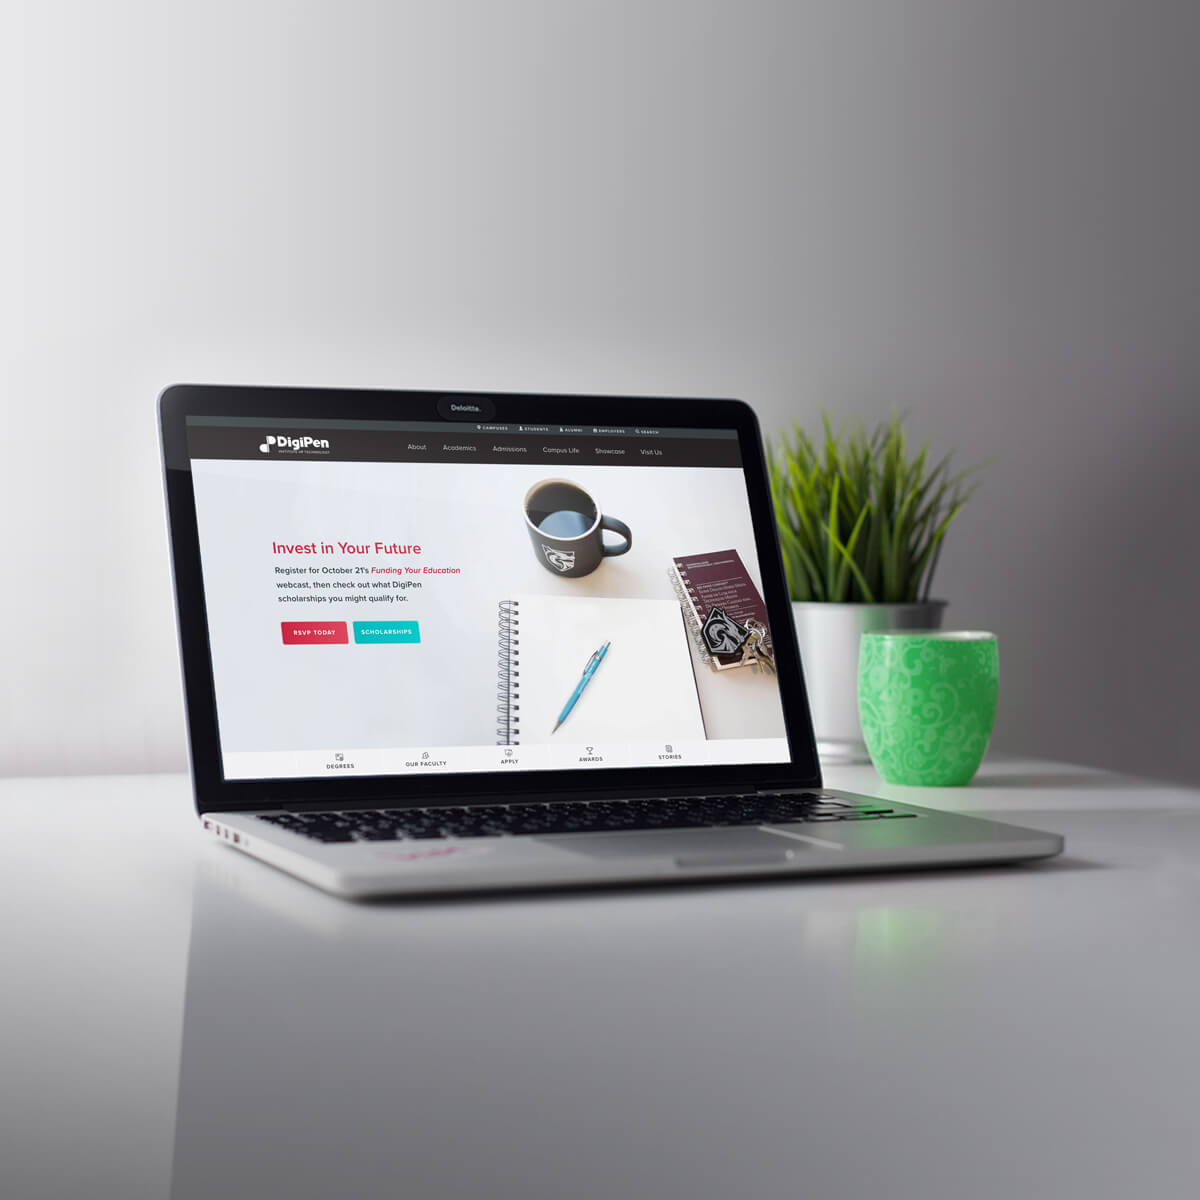 Deloitte.
CAMPUSES
STUDENTS
ALUMNI
EMPLOYERS
SEARCH
DigiPen
INSTITUTE OF TECHNOLOGY
About
Academics
Admissions
Campus Life
Showcase
Visit Us
Invest in Your Future
Register for October 21's Funding Your Education
webcast, then check out what DigiPen
scholarships you might qualify for.
RSVP TODAY
SCHOLARSHIPS
DEGREES
OUR FACULTY
APPLY
AWARDS
STORIES